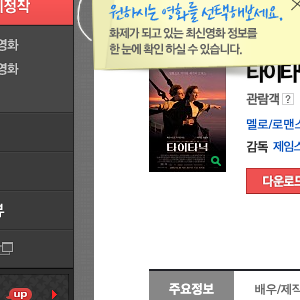 정작
원하시는 영화를 선택해보세요.
화제가 되고 있는 최신영화 정보를
한 눈에 확인 하실 수 있습니다.
영화
영화
타이타
관람객 ?
멜로/로맨스
감독 제임스
타이타닉
다운로드
up
주요정보 배우/제작